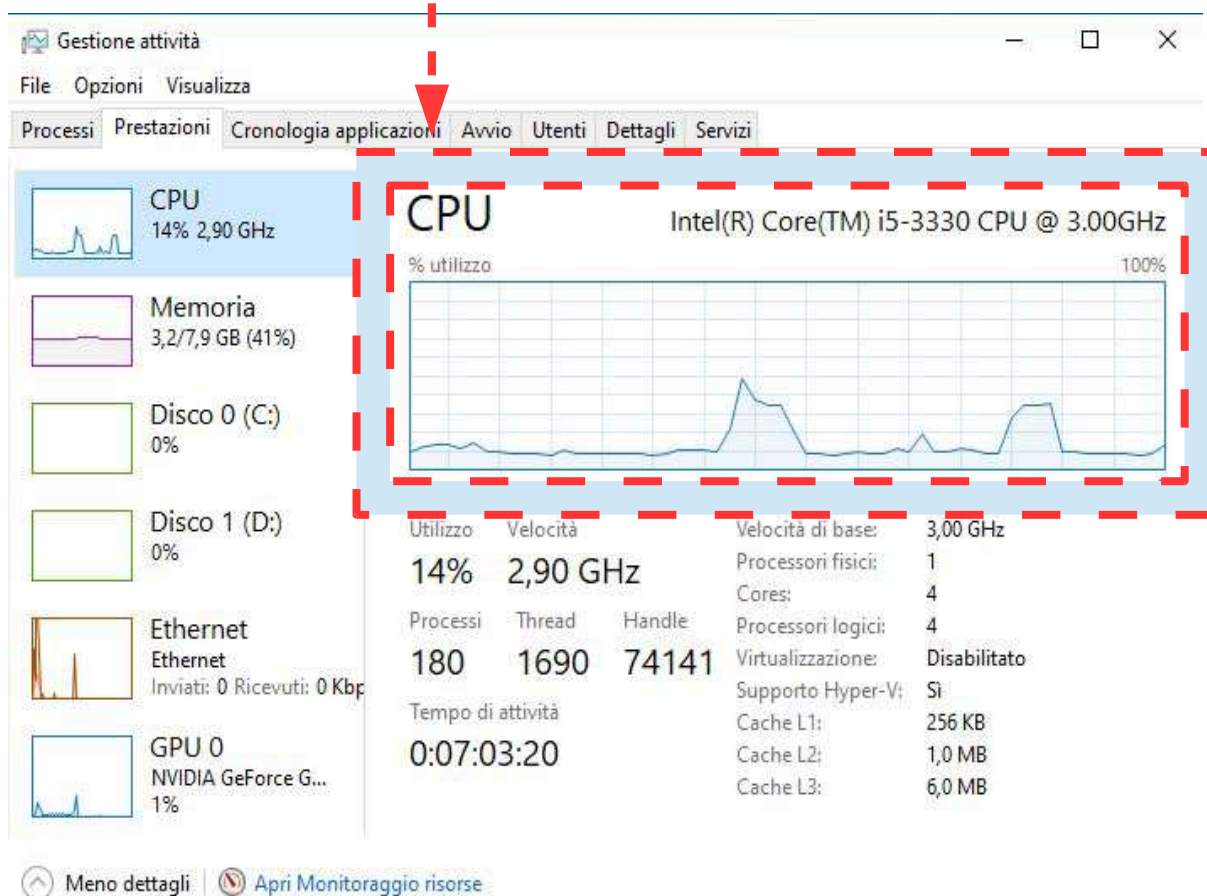 Gestione attività
File Opzioni Visualizza
Processi Prestazioni Cronologia applicazioni Avvio Utenti Dettagli Servizi
CPU
14% 2,90 GHz
Memoria
3,2/7,9 GB (41%)
Disco 0 (C:)
0%
Disco 1 (D:)
0%
Ethernet
Ethernet
Inviati: 0 Ricevuti: 0 Kbp
GPU 0
NVIDIA GeForce G...
1%
CPU Intel(R) Core(TM) i5-3330 CPU @ 3.00GHz
% utilizzo 100%
Utilizzo Velocità
14% 2,90 GHz
Processi Thread Handle
180 1690 74141
Tempo di attività
0:07:03:20
Velocità di base: 3,00 GHz
Processori fisici: 1
Cores: 4
Processori logici: 4
Virtualizzazione: Disabilitato
Supporto Hyper-V: Sì
Cache L1: 256 KB
Cache L2: 1,0 MB
Cache L3: 6,0 MB
Meno dettagli Apri Monitoraggio risorse